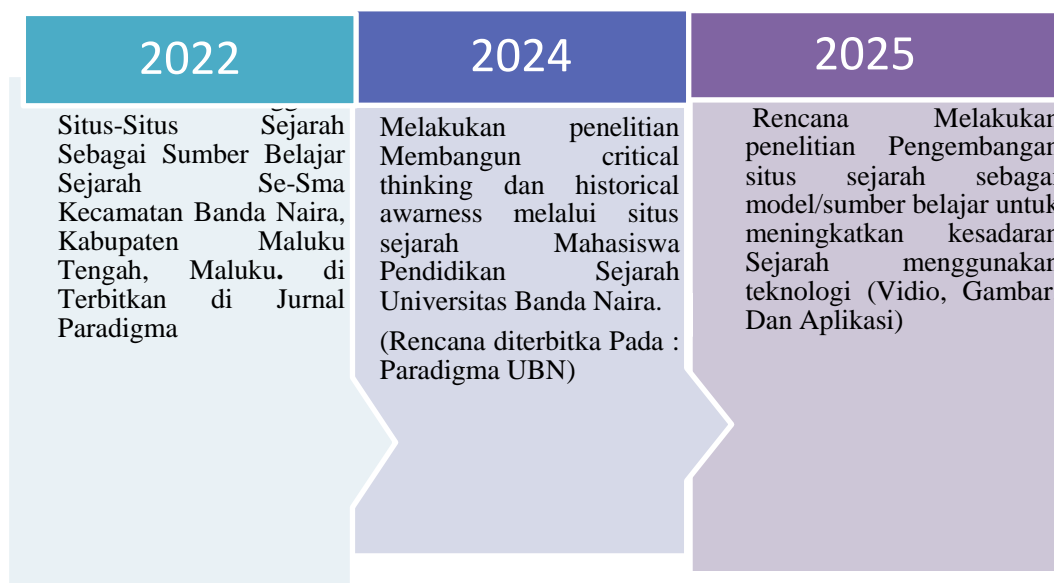 2022
Situs-Situs Sejarah
Sebagai Sumber Belajar
Sejarah Se-Sma
Kecamatan Banda Naira,
Kabupaten Maluku
Tengah, Maluku. di
Terbitkan di Jurnal
Paradigma
2024
Melakukan penelitian
Membangun critical
thinking dan historical
awarness melalui situs
sejarah Mahasiswa
Pendidikan Sejarah
Universitas Banda Naira.
(Rencana diterbitka Pada :
Paradigma UBN)
2025
Rencana Melakukan
penelitian Pengembangan
situs sejarah sebagai
model/sumber belajar untuk
meningkatkan kesadaran
Sejarah menggunakan
teknologi (Vidio, Gambar
Dan Aplikasi)